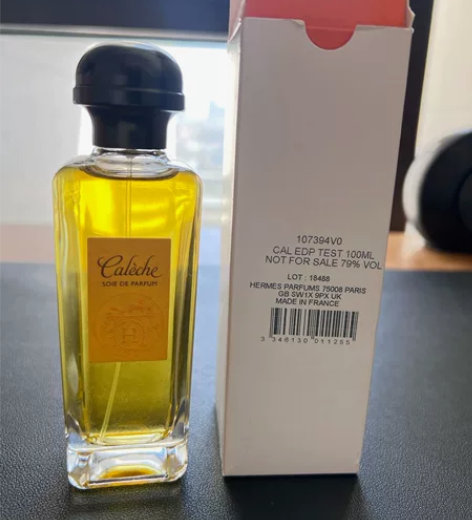 Calèche
SOIE DE PARFUM
H
107394V0
CAL EDP TEST 100ML
NOT FOR SALE 79% VOL
LOT : 18468
HERMES PARFUMS 75008 PARIS
GB SW1X 9PX UK
MADE IN FRANCE
3 346130 011255